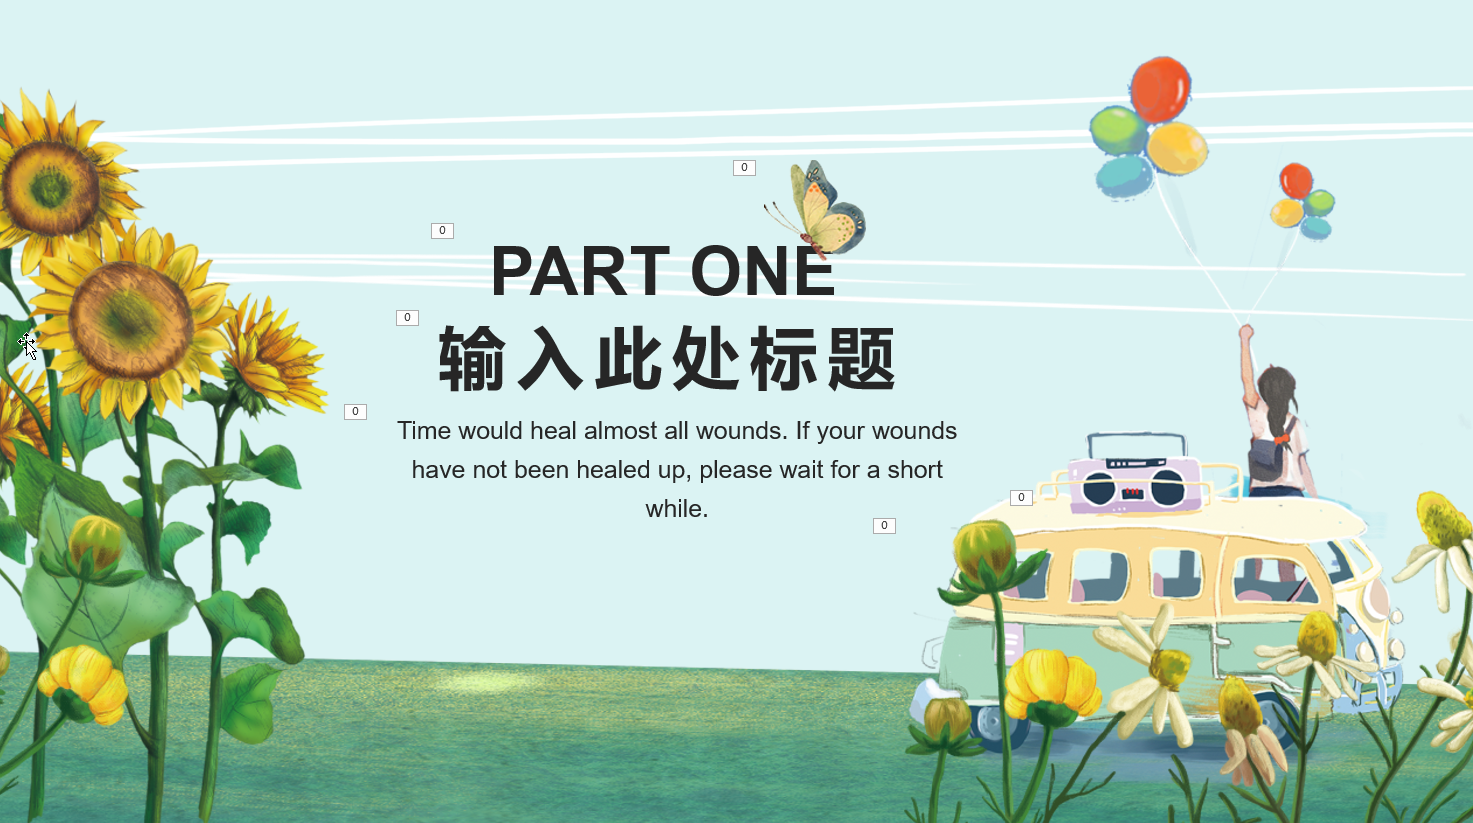 0
0
PART ONE
0
输入此处标题
0
Time would heal almost all wounds. If your wounds
have not been healed up, please wait for a short
while.
0
0